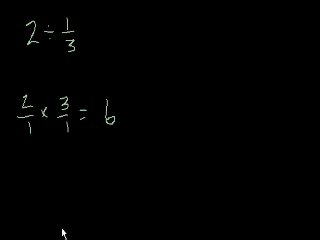 2 ÷ 1/3
2/1 × 3/1 = 6